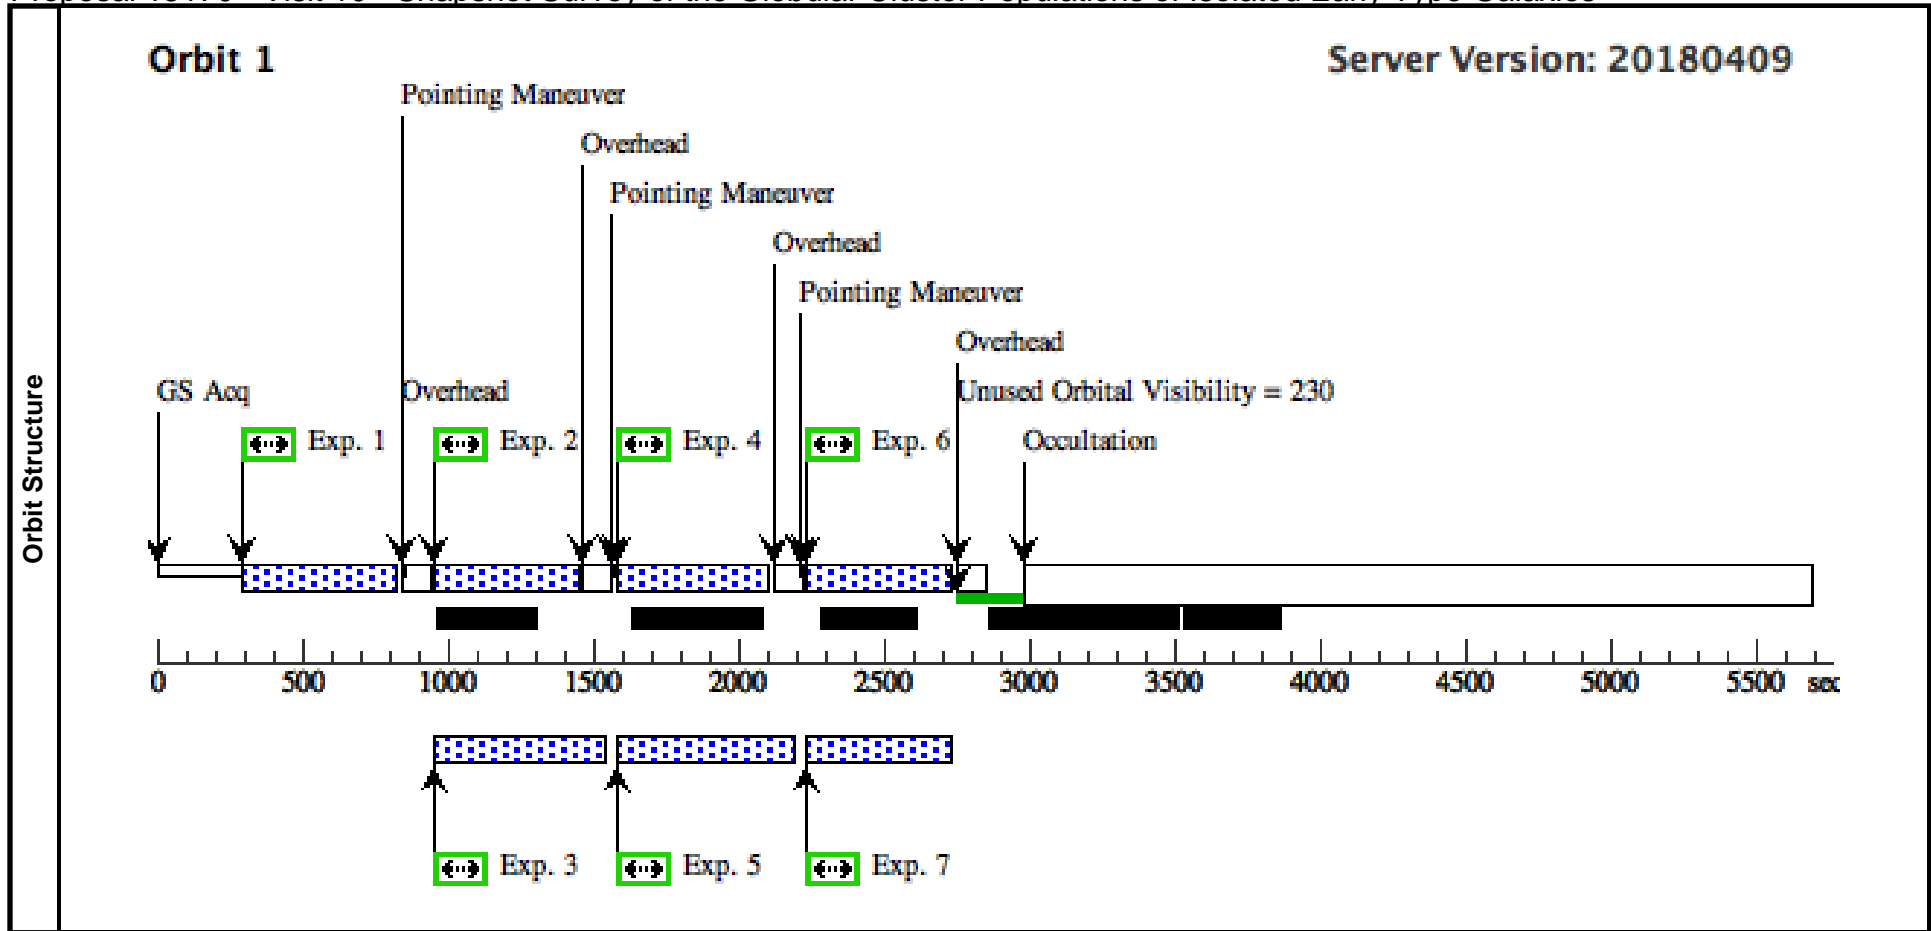 Orbit 1
Server Version: 20180409
Pointing Maneuver
Overhead
Pointing Maneuver
Overhead
Pointing Maneuver
Overhead
GS Acq
Overhead
Unused Orbital Visibility = 230
Exp. 1
Exp. 2
Exp. 4
Exp. 6
Occultation
Orbit Structure
0 500 1000 1500 2000 2500 3000 3500 4000 4500 5000 5500 sec
Exp. 3
Exp. 5
Exp. 7